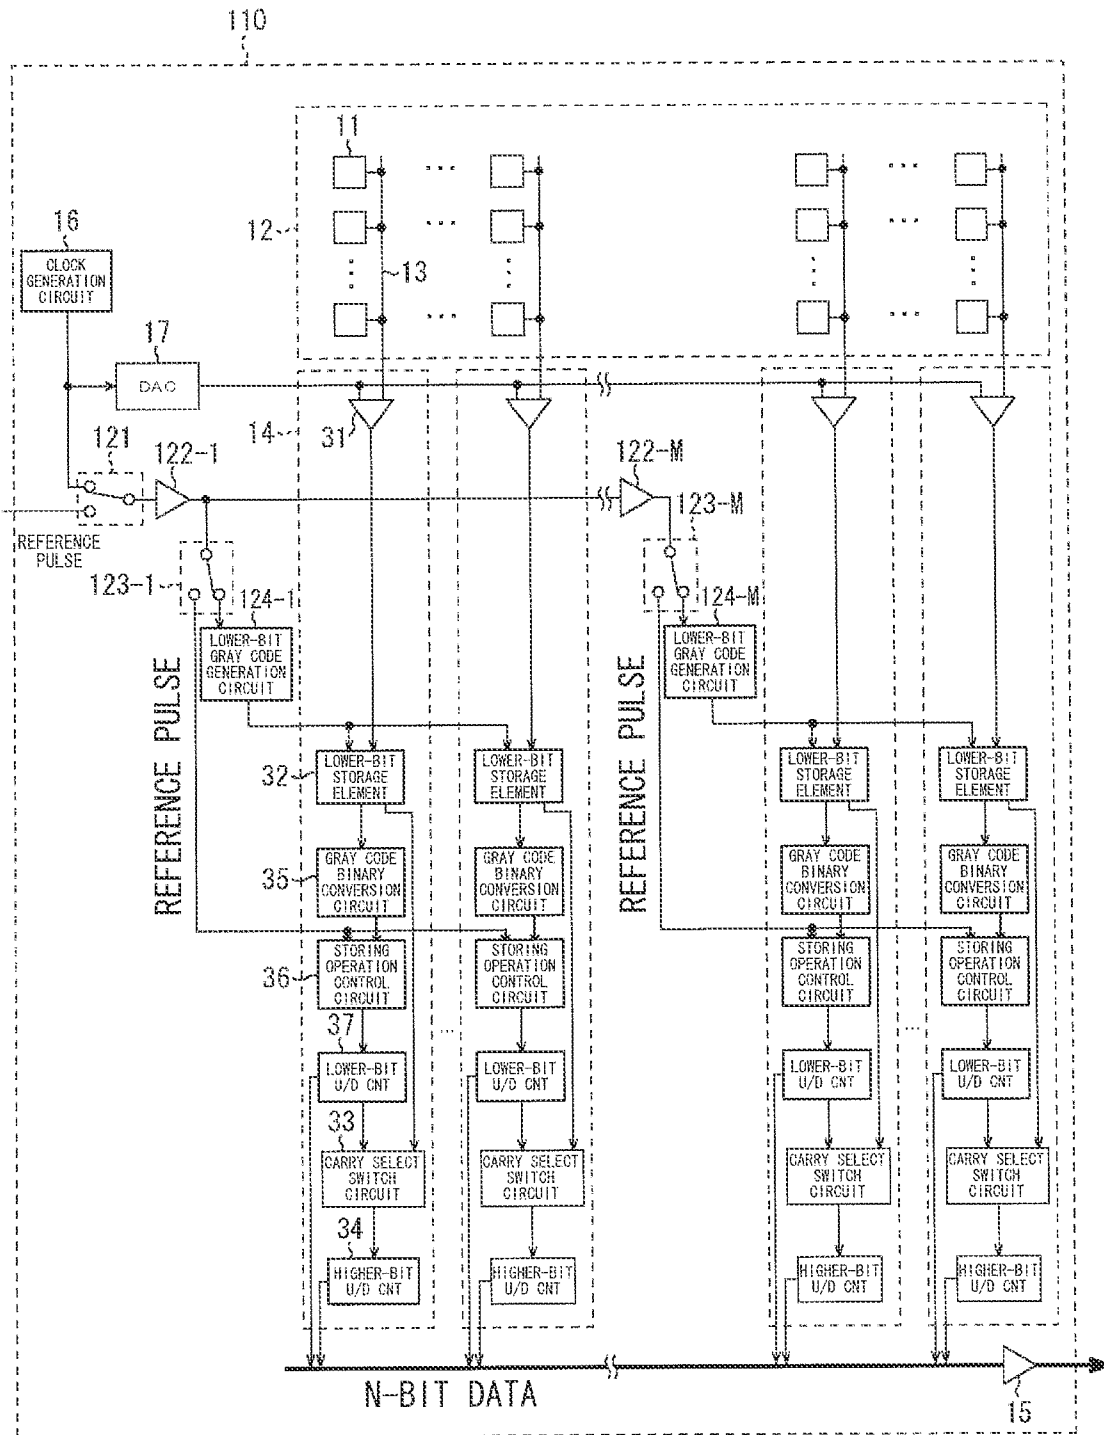 110
11
12
13
16
CLOCK
GENERATION
CIRCUIT
17
DAC
14
31
121
122-1
122-M
REFERENCE
PULSE
123-1
123-M
124-1
LOWER-BIT
GRAY CODE
GENERATION
CIRCUIT
124-M
LOWER-BIT
GRAY CODE
GENERATION
CIRCUIT
REFERENCE PULSE
REFERENCE PULSE
32
LOWER-BIT
STORAGE
ELEMENT
LOWER-BIT
STORAGE
ELEMENT
LOWER-BIT
STORAGE
ELEMENT
LOWER-BIT
STORAGE
ELEMENT
35
GRAY CODE
BINARY
CONVERSION
CIRCUIT
GRAY CODE
BINARY
CONVERSION
CIRCUIT
GRAY CODE
BINARY
CONVERSION
CIRCUIT
GRAY CODE
BINARY
CONVERSION
CIRCUIT
36
STORING
OPERATION
CONTROL
CIRCUIT
STORING
OPERATION
CONTROL
CIRCUIT
STORING
OPERATION
CONTROL
CIRCUIT
STORING
OPERATION
CONTROL
CIRCUIT
37
LOWER-BIT
U/D CNT
LOWER-BIT
U/D CNT
LOWER-BIT
U/D CNT
LOWER-BIT
U/D CNT
33
CARRY SELECT
SWITCH
CIRCUIT
CARRY SELECT
SWITCH
CIRCUIT
CARRY SELECT
SWITCH
CIRCUIT
CARRY SELECT
SWITCH
CIRCUIT
34
HIGHER-BIT
U/D CNT
HIGHER-BIT
U/D CNT
HIGHER-BIT
U/D CNT
HIGHER-BIT
U/D CNT
N-BIT DATA
15